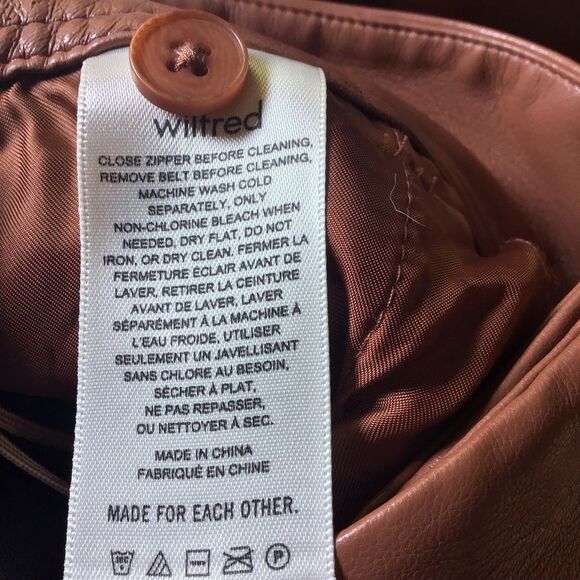 wilfred
CLOSE ZIPPER BEFORE CLEANING,
REMOVE BELT BEFORE CLEANING,
MACHINE WASH COLD
SEPARATELY, ONLY
NON-CHLORINE BLEACH WHEN
NEEDED, DRY FLAT, DO NOT
IRON, OR DRY CLEAN. FERMER LA
FERMETURE ÉCLAIR AVANT DE
LAVER, RETIRER LA CEINTURE
AVANT DE LAVER, LAVER
SÉPARÉMENT À LA MACHINE À
L'EAU FROIDE, UTILISER
SEULEMENT UN JAVELLISANT
SANS CHLORE AU BESOIN,
SÉCHER À PLAT,
NE PAS REPASSER,
OU NETTOYER À SEC.
MADE IN CHINA
FABRIQUÉ EN CHINE
MADE FOR EACH OTHER.
30C P